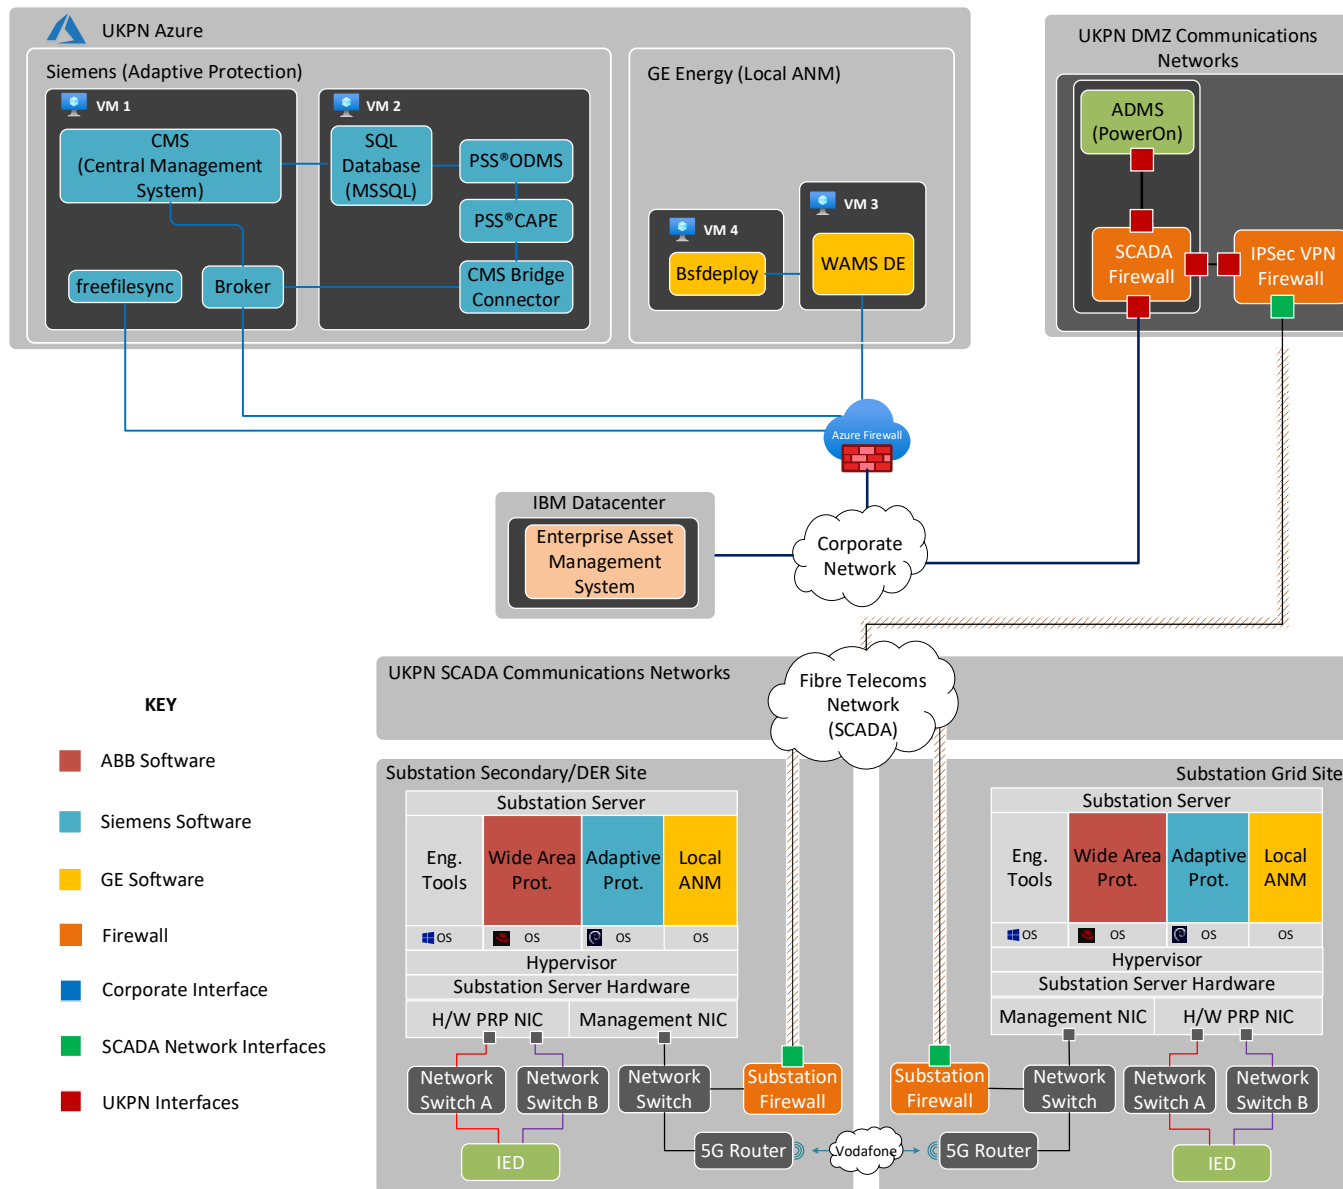 UKPN Azure
Siemens (Adaptive Protection)
VM 1
CMS
(Central Management
System)
freefilesync
Broker
VM 2
SQL
Database
(MSSQL)
PSS®ODMS
PSS®CAPE
CMS Bridge
Connector
GE Energy (Local ANM)
VM 4
Bsfdeploy
VM 3
WAMS DE
UKPN DMZ Communications
Networks
ADMS
(PowerOn)
SCADA
Firewall
IPSec VPN
Firewall
Azure Firewall
IBM Datacenter
Enterprise Asset
Management
System
Corporate
Network
UKPN SCADA Communications Networks
Fibre Telecoms
Network
(SCADA)
KEY
ABB Software
Siemens Software
GE Software
Firewall
Corporate Interface
SCADA Network Interfaces
UKPN Interfaces
Substation Secondary/DER Site
Substation Server
Eng.
Tools
Wide Area
Prot.
Adaptive
Prot.
Local
ANM
OS
OS
OS
OS
Hypervisor
Substation Server Hardware
H/W PRP NIC
Management NIC
Network
Switch A
Network
Switch B
Network
Switch
Substation
Firewall
IED
5G Router
Vodafone
Substation Grid Site
Substation Server
Eng.
Tools
Wide Area
Prot.
Adaptive
Prot.
Local
ANM
OS
OS
OS
OS
Hypervisor
Substation Server Hardware
Management NIC
H/W PRP NIC
Substation
Firewall
Network
Switch
Network
Switch A
Network
Switch B
5G Router
IED